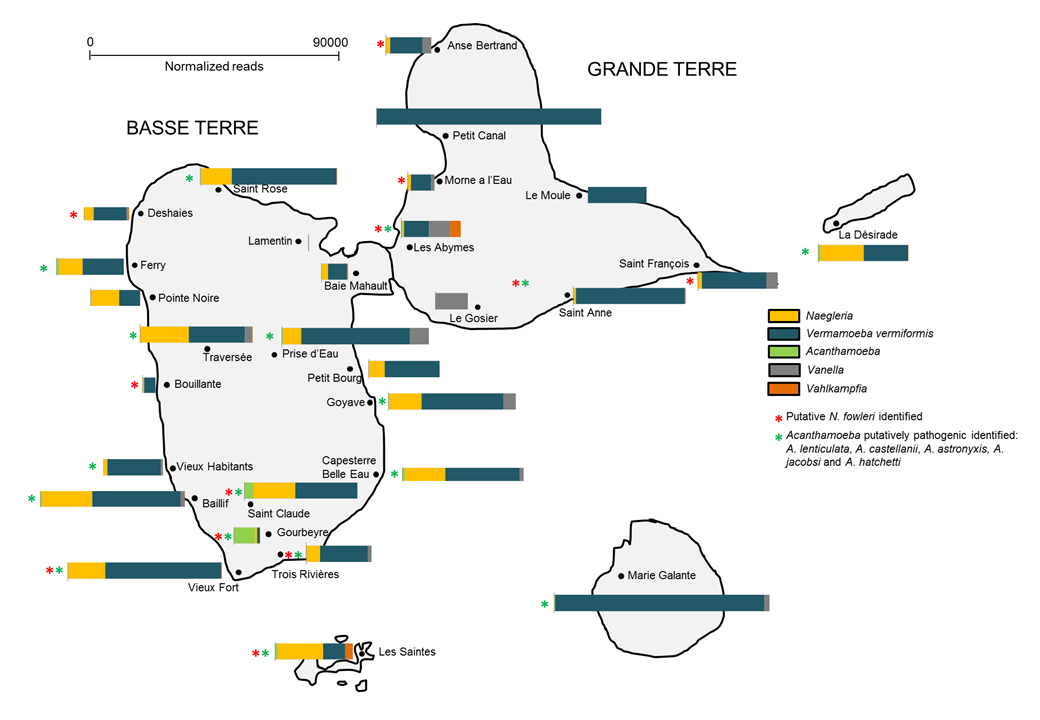 0 90000
Normalized reads
BASSE TERRE
GRANDE TERRE
Anse Bertrand
Petit Canal
Morne a l'Eau
Le Moule
Les Abymes
Saint François
La Désirade
Le Gosier
Saint Anne
Saint Rose
Deshaies
Lamentin
Ferry
Baie Mahault
Pointe Noire
Traversée
Prise d'Eau
Petit Bourg
Bouillante
Goyave
Vieux Habitants
Capesterre
Belle Eau
Baillif
Saint Claude
Gourbeyre
Trois Rivières
Vieux Fort
Les Saintes
Marie Galante
Naegleria
Vermamoeba vermiformis
Acanthamoeba
Vanella
Vahlkampfia
* Putative N. fowleri identified
* Acanthamoeba putatively pathogenic identified:
A. lenticulata, A. castellanii, A. astronyxis, A.
jacobsi and A. hatchetti